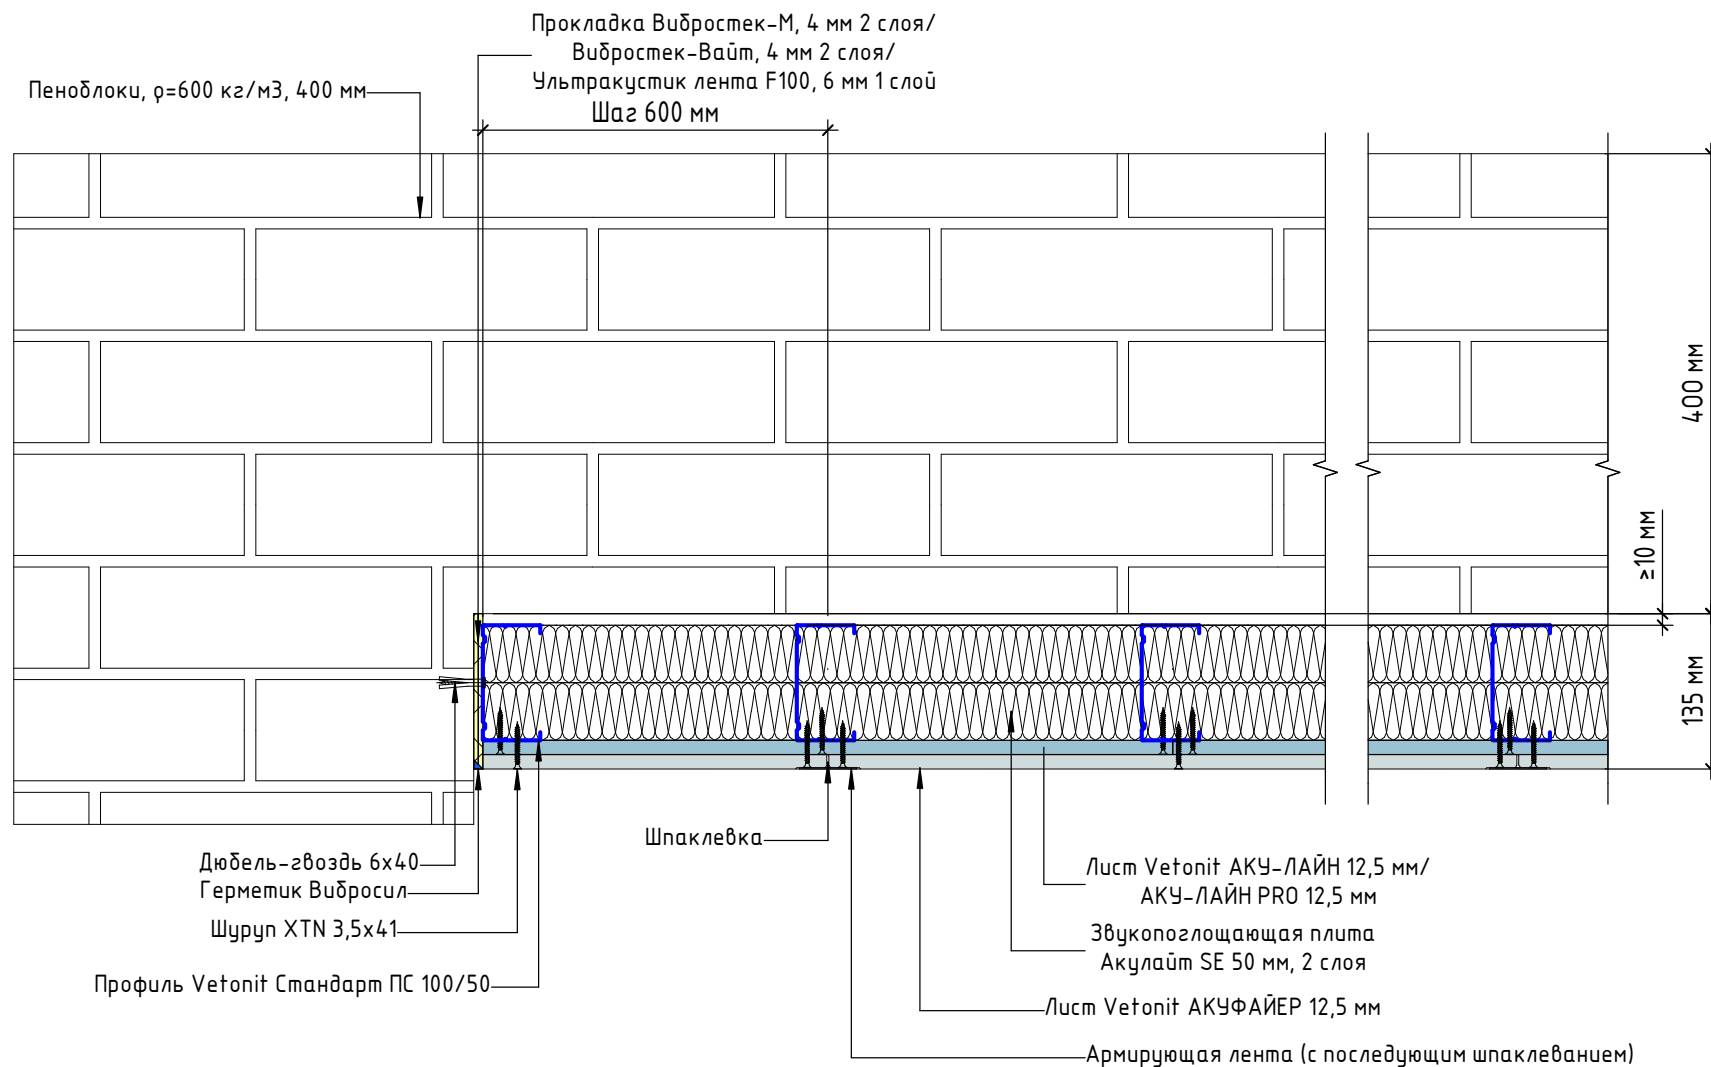 Прокладка Вибростек-М, 4 мм 2 слоя/
Вибростек-Вайт, 4 мм 2 слоя/
Ультракустик лента F100, 6 мм 1 слой
Пеноблоки, ρ=600 кг/м3, 400 мм
Шаг 600 мм
400 мм
≥10 мм
135 мм
Шпаклевка
Дюбель-гвоздь 6х40
Герметик Вибросил
Шуруп XTN 3,5х41
Профиль Vetonit Стандарт ПС 100/50
Лист Vetonit АКУ-ЛАЙН 12,5 мм/
АКУ-ЛАЙН PRO 12,5 мм
Звукопоглощающая плита
Акулайт SE 50 мм, 2 слоя
Лист Vetonit АКУФАЙЕР 12,5 мм
Армирующая лента (с последующим шпаклеванием)